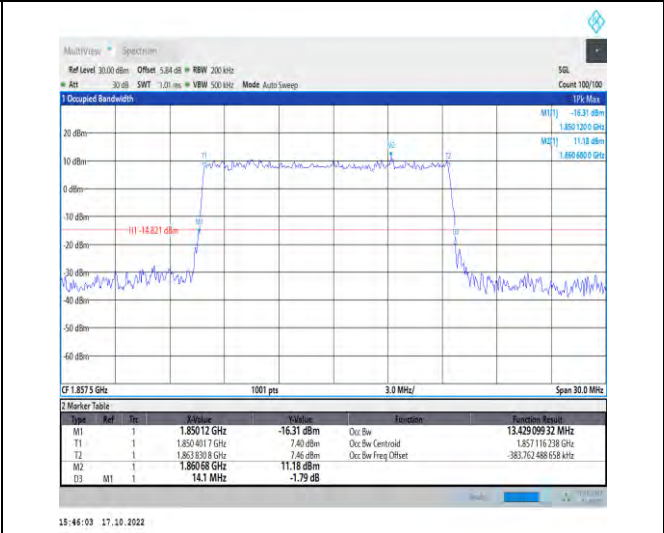 MultiView Spectrum
Ref Level 30.00 dBm Offset 5.84 dB RBW 200 kHz SGL
Att 30 dB SWT 1.01 ms VBW 500 kHz Mode Auto Sweep Count 100/100
1 Occupied Bandwidth 1Pk Max
M1[1] -16.31 dBm
1.850 120 0 GHz
M2[1] 11.18 dBm
1.860 680 0 GHz
20 dBm
M2
10 dBm
T1
T2
0 dBm
-10 dBm
M1
H1 -14.821 dBm
D3
-20 dBm
-30 dBm
-40 dBm
-50 dBm
-60 dBm
CF 1.857 5 GHz 1001 pts 3.0 MHz/ Span 30.0 MHz
2 Marker Table
Type Ref Trc X-Value Y-Value Function Function Result
M1 1 1.85012 GHz -16.31 dBm Occ Bw 13.429 099 32 MHz
T1 1 1.850 401 7 GHz 7.40 dBm Occ Bw Centroid 1.857 116 238 GHz
T2 1 1.863 830 8 GHz 7.46 dBm Occ Bw Freq Offset -383.762 488 658 kHz
M2 1 1.86068 GHz 11.18 dBm
D3 M1 1 14.1 MHz -1.79 dB
15:46:03 17.10.2022